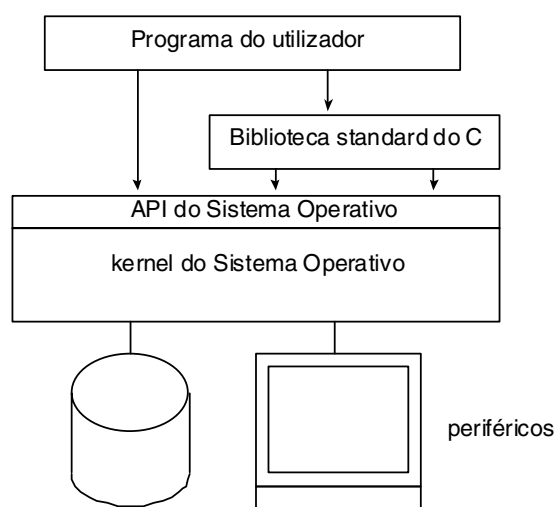 Programa do utilizador
Biblioteca standard do C
API do Sistema Operativo
kernel do Sistema Operativo
periféricos